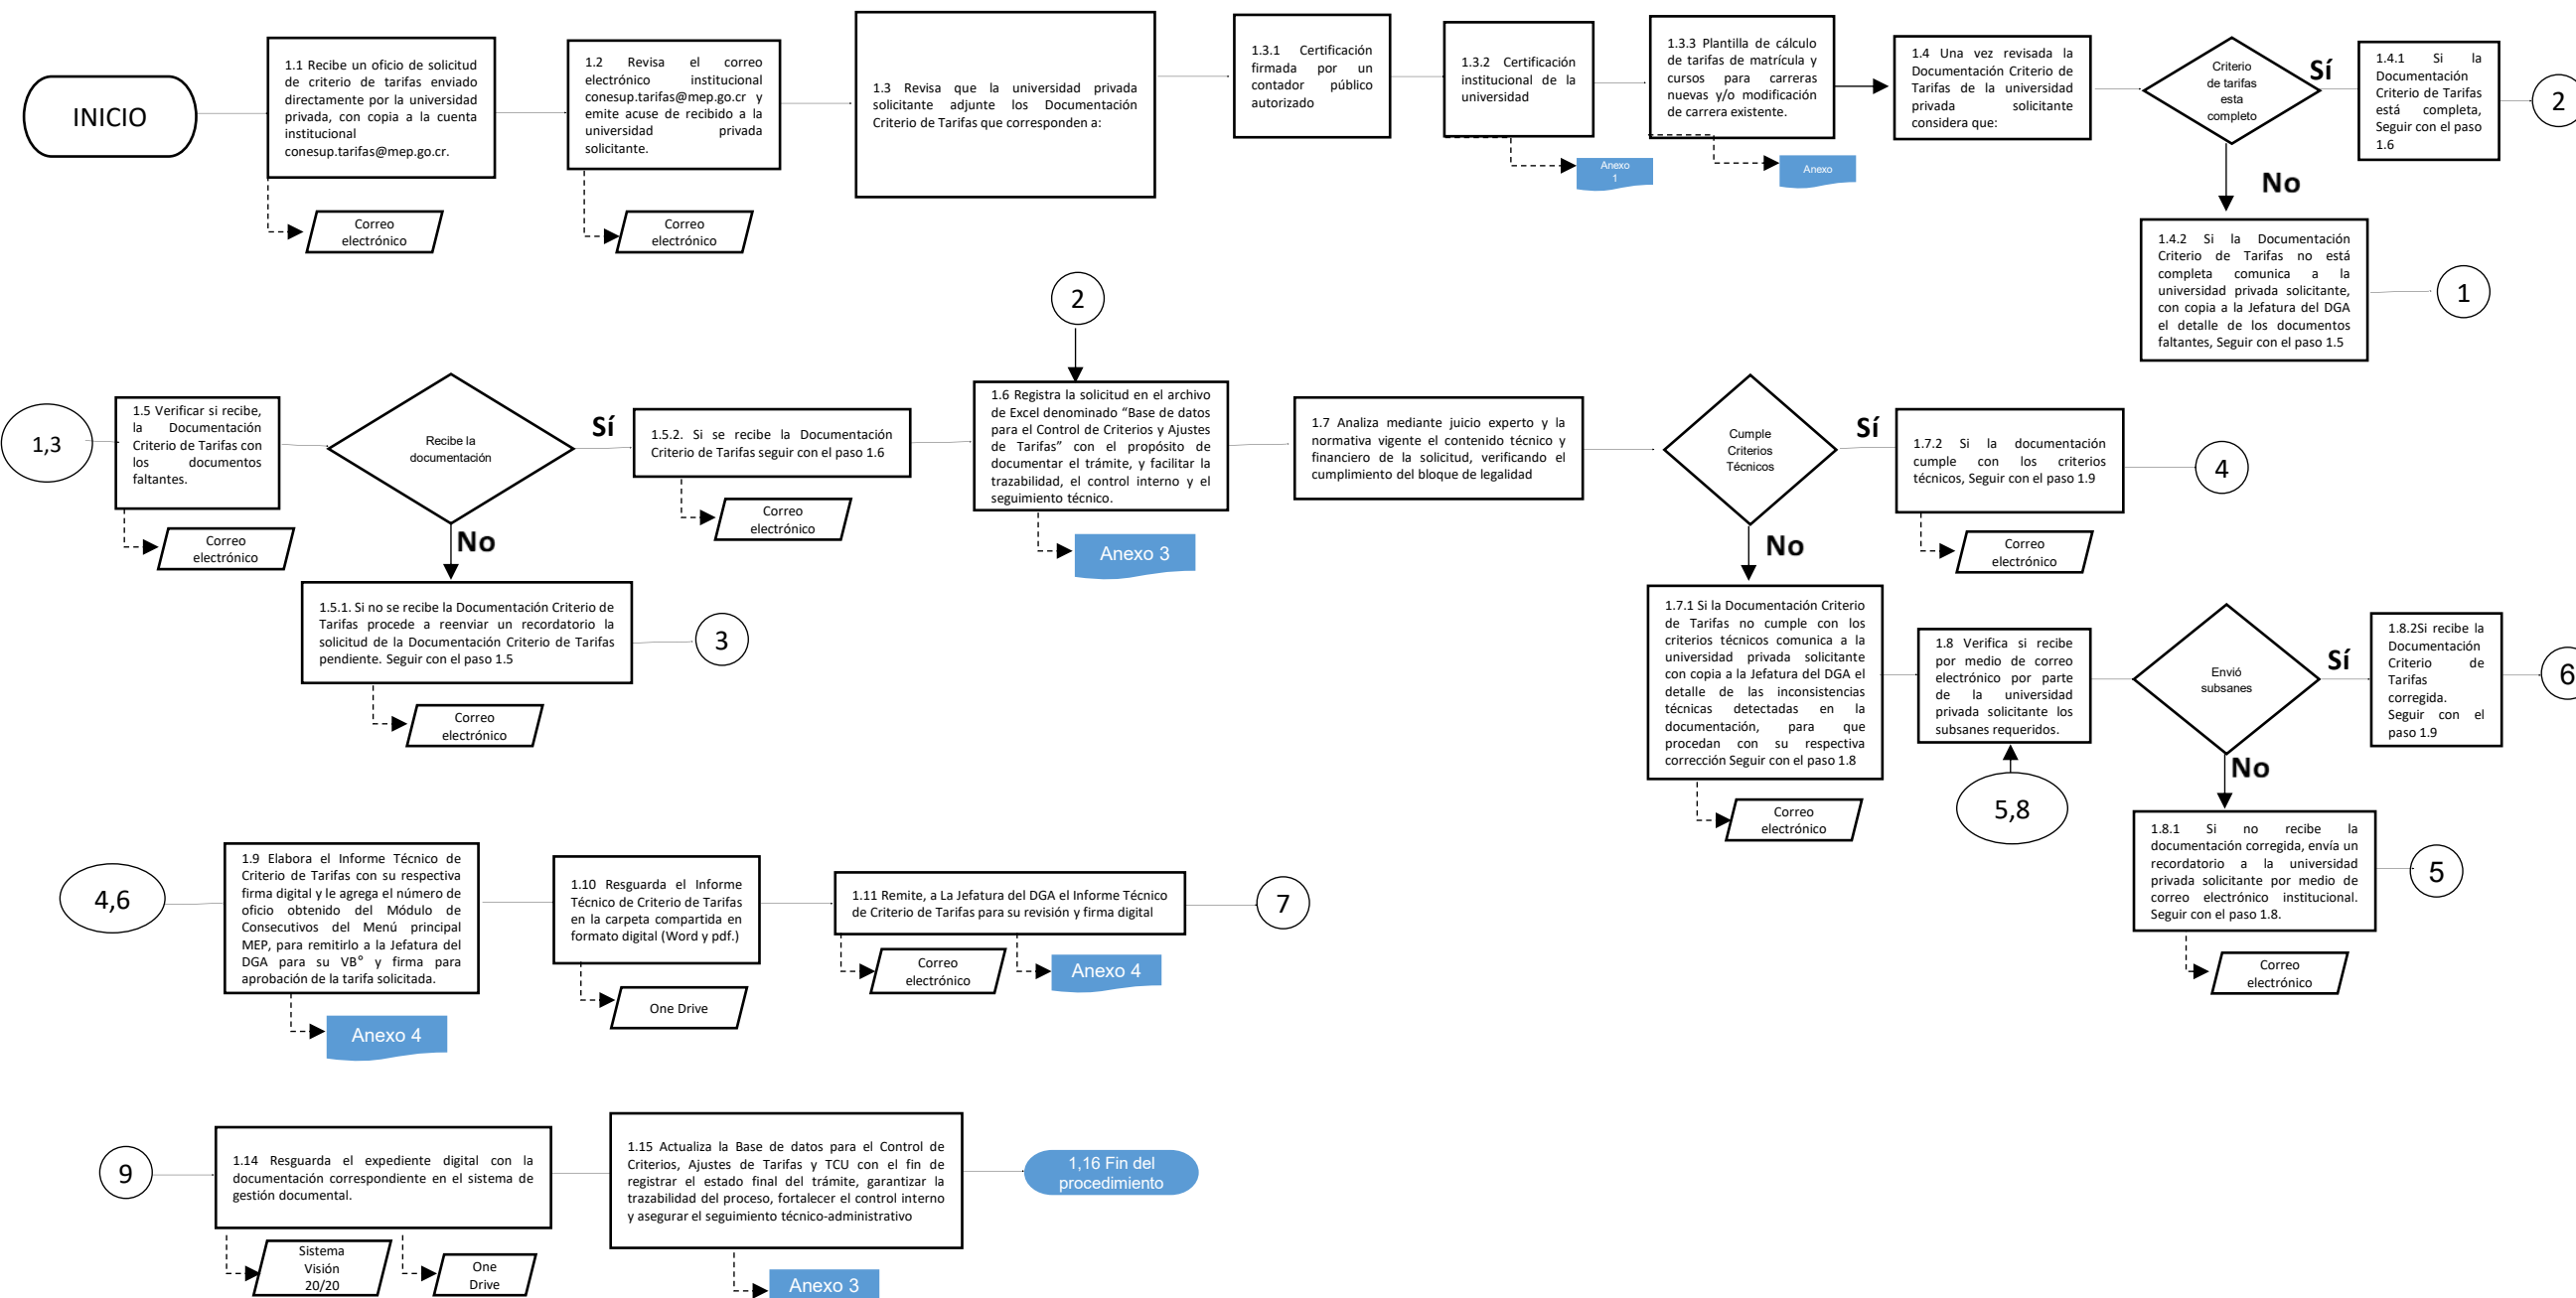 INICIO
1.1 Recibe un oficio de solicitud
de criterio de tarifas enviado
directamente por la universidad
privada, con copia a la cuenta
institucional
conesup.tarifas@mep.go.cr.
Correo
electrónico
1.2 Revisa el correo
electrónico institucional
conesup.tarifas@mep.go.cr y
emite acuse de recibido a la
universidad privada
solicitante.
Correo
electrónico
1.3 Revisa que la universidad privada
solicitante adjunte los Documentación
Criterio de Tarifas que corresponden a:
1.3.1 Certificación
firmada por un
contador público
autorizado
1.3.2 Certificación
institucional de la
universidad
Anexo
1
1.3.3 Plantilla de cálculo
de tarifas de matrícula y
cursos para carreras
nuevas y/o modificación
de carrera existente.
Anexo
1.4 Una vez revisada la
Documentación Criterio de
Tarifas de la universidad
privada solicitante
considera que:
Criterio
de tarifas
esta
completo
Sí
1.4.1 Si la
Documentación
Criterio de Tarifas
está completa,
Seguir con el paso
1.6
2
No
1.4.2 Si la Documentación
Criterio de Tarifas no está
completa comunica a la
universidad privada solicitante,
con copia a la Jefatura del DGA
el detalle de los documentos
faltantes, Seguir con el paso 1.5
1
2
1,3
1.5 Verificar si recibe,
la Documentación
Criterio de Tarifas con
los documentos
faltantes.
Correo
electrónico
Recibe la
documentación
Sí
1.5.2. Si se recibe la Documentación
Criterio de Tarifas seguir con el paso 1.6
Correo
electrónico
No
1.5.1. Si no se recibe la Documentación Criterio de
Tarifas procede a reenviar un recordatorio la
solicitud de la Documentación Criterio de Tarifas
pendiente. Seguir con el paso 1.5
3
Correo
electrónico
1.6 Registra la solicitud en el archivo
de Excel denominado “Base de datos
para el Control de Criterios y Ajustes
de Tarifas” con el propósito de
documentar el trámite, y facilitar la
trazabilidad, el control interno y el
seguimiento técnico.
Anexo 3
1.7 Analiza mediante juicio experto y la
normativa vigente el contenido técnico y
financiero de la solicitud, verificando el
cumplimiento del bloque de legalidad
Cumple
Criterios
Técnicos
Sí
1.7.2 Si la documentación
cumple con los criterios
técnicos, Seguir con el paso 1.9
4
Correo
electrónico
No
1.7.1 Si la Documentación Criterio
de Tarifas no cumple con los
criterios técnicos comunica a la
universidad privada solicitante
con copia a la Jefatura del DGA el
detalle de las inconsistencias
técnicas detectadas en la
documentación, para que
procedan con su respectiva
corrección Seguir con el paso 1.8
Correo
electrónico
1.8 Verifica si recibe
por medio de correo
electrónico por parte
de la universidad
privada solicitante los
subsanes requeridos.
5,8
Envió
subsanes
Sí
1.8.2Si recibe la
Documentación
Criterio de
Tarifas
corregida.
Seguir con el
paso 1.9
6
No
1.8.1 Si no recibe la
documentación corregida, envía un
recordatorio a la universidad
privada solicitante por medio de
correo electrónico institucional.
Seguir con el paso 1.8.
5
Correo
electrónico
4,6
1.9 Elabora el Informe Técnico de
Criterio de Tarifas con su respectiva
firma digital y le agrega el número de
oficio obtenido del Módulo de
Consecutivos del Menú principal
MEP, para remitirlo a la Jefatura del
DGA para su VB° y firma para
aprobación de la tarifa solicitada.
Anexo 4
1.10 Resguarda el Informe
Técnico de Criterio de Tarifas
en la carpeta compartida en
formato digital (Word y pdf.)
One Drive
1.11 Remite, a La Jefatura del DGA el Informe Técnico
de Criterio de Tarifas para su revisión y firma digital
7
Correo
electrónico
Anexo 4
9
1.14 Resguarda el expediente digital con la
documentación correspondiente en el sistema de
gestión documental.
Sistema
Visión
20/20
One
Drive
1.15 Actualiza la Base de datos para el Control de
Criterios, Ajustes de Tarifas y TCU con el fin de
registrar el estado final del trámite, garantizar la
trazabilidad del proceso, fortalecer el control interno
y asegurar el seguimiento técnico-administrativo
Anexo 3
1,16 Fin del
procedimiento